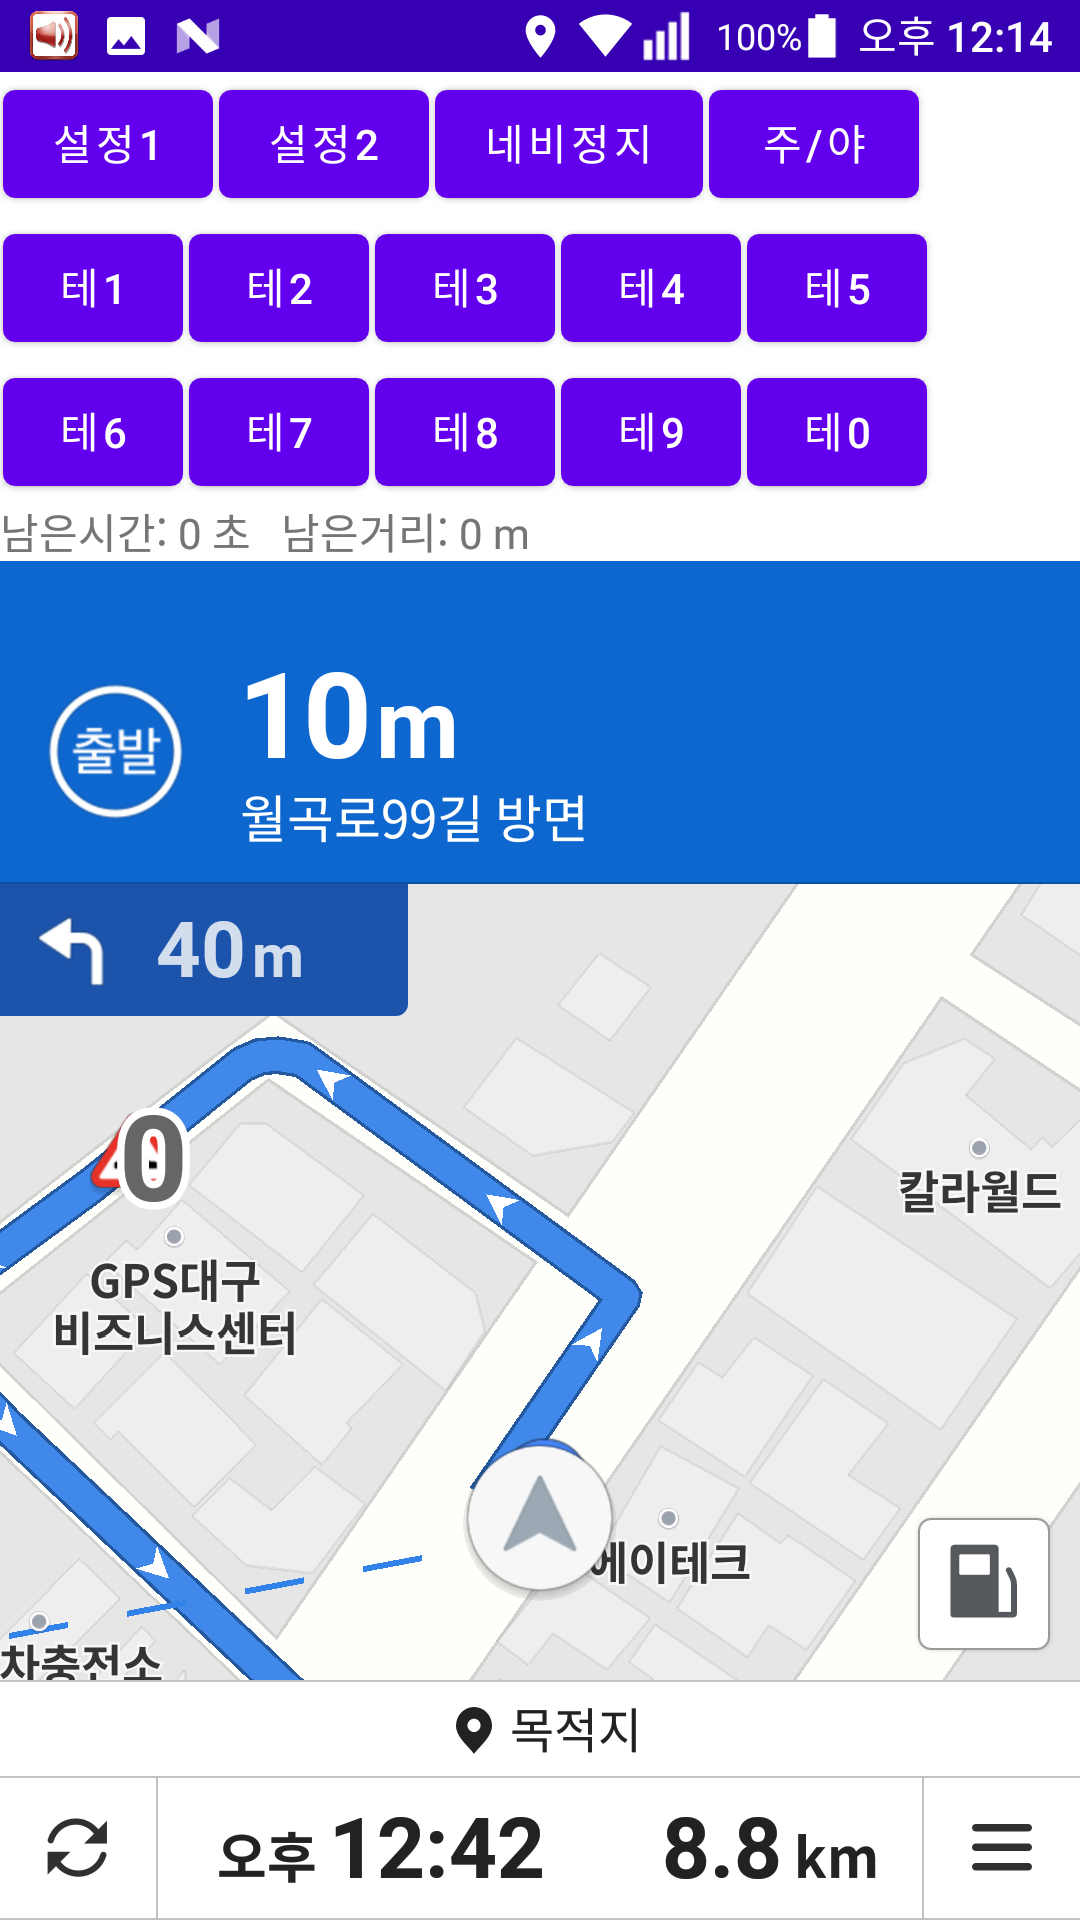 100% 오후 12:14
설정1 설정2 네비정지 주/야
테1 테2 테3 테4 테5
테6 테7 테8 테9 테0
남은시간: 0 초 남은거리: 0 m
출발 10m
월곡로99길 방면
40m
0
칼라월드
GPS대구
비즈니스센터
에이테크
차충전소
목적지
오후 12:42 8.8 km